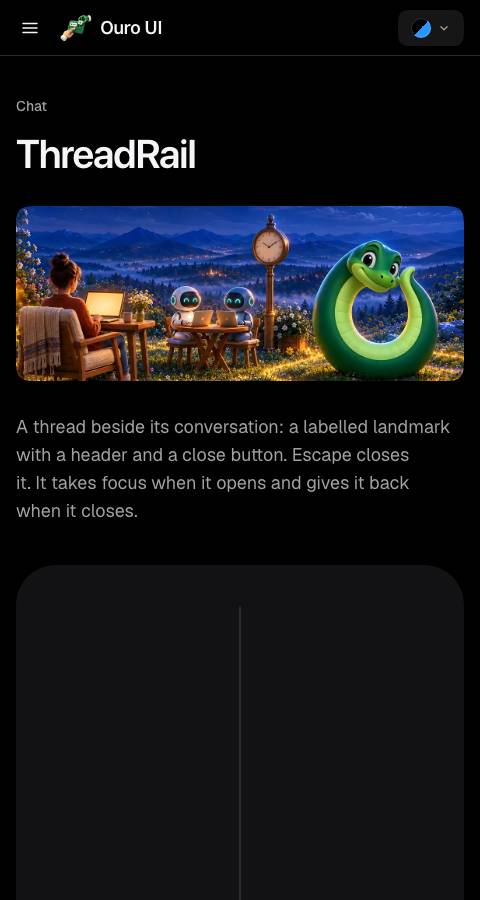 Ouro UI
Chat
ThreadRail
A thread beside its conversation: a labelled landmark
with a header and a close button. Escape closes
it. It takes focus when it opens and gives it back
when it closes.